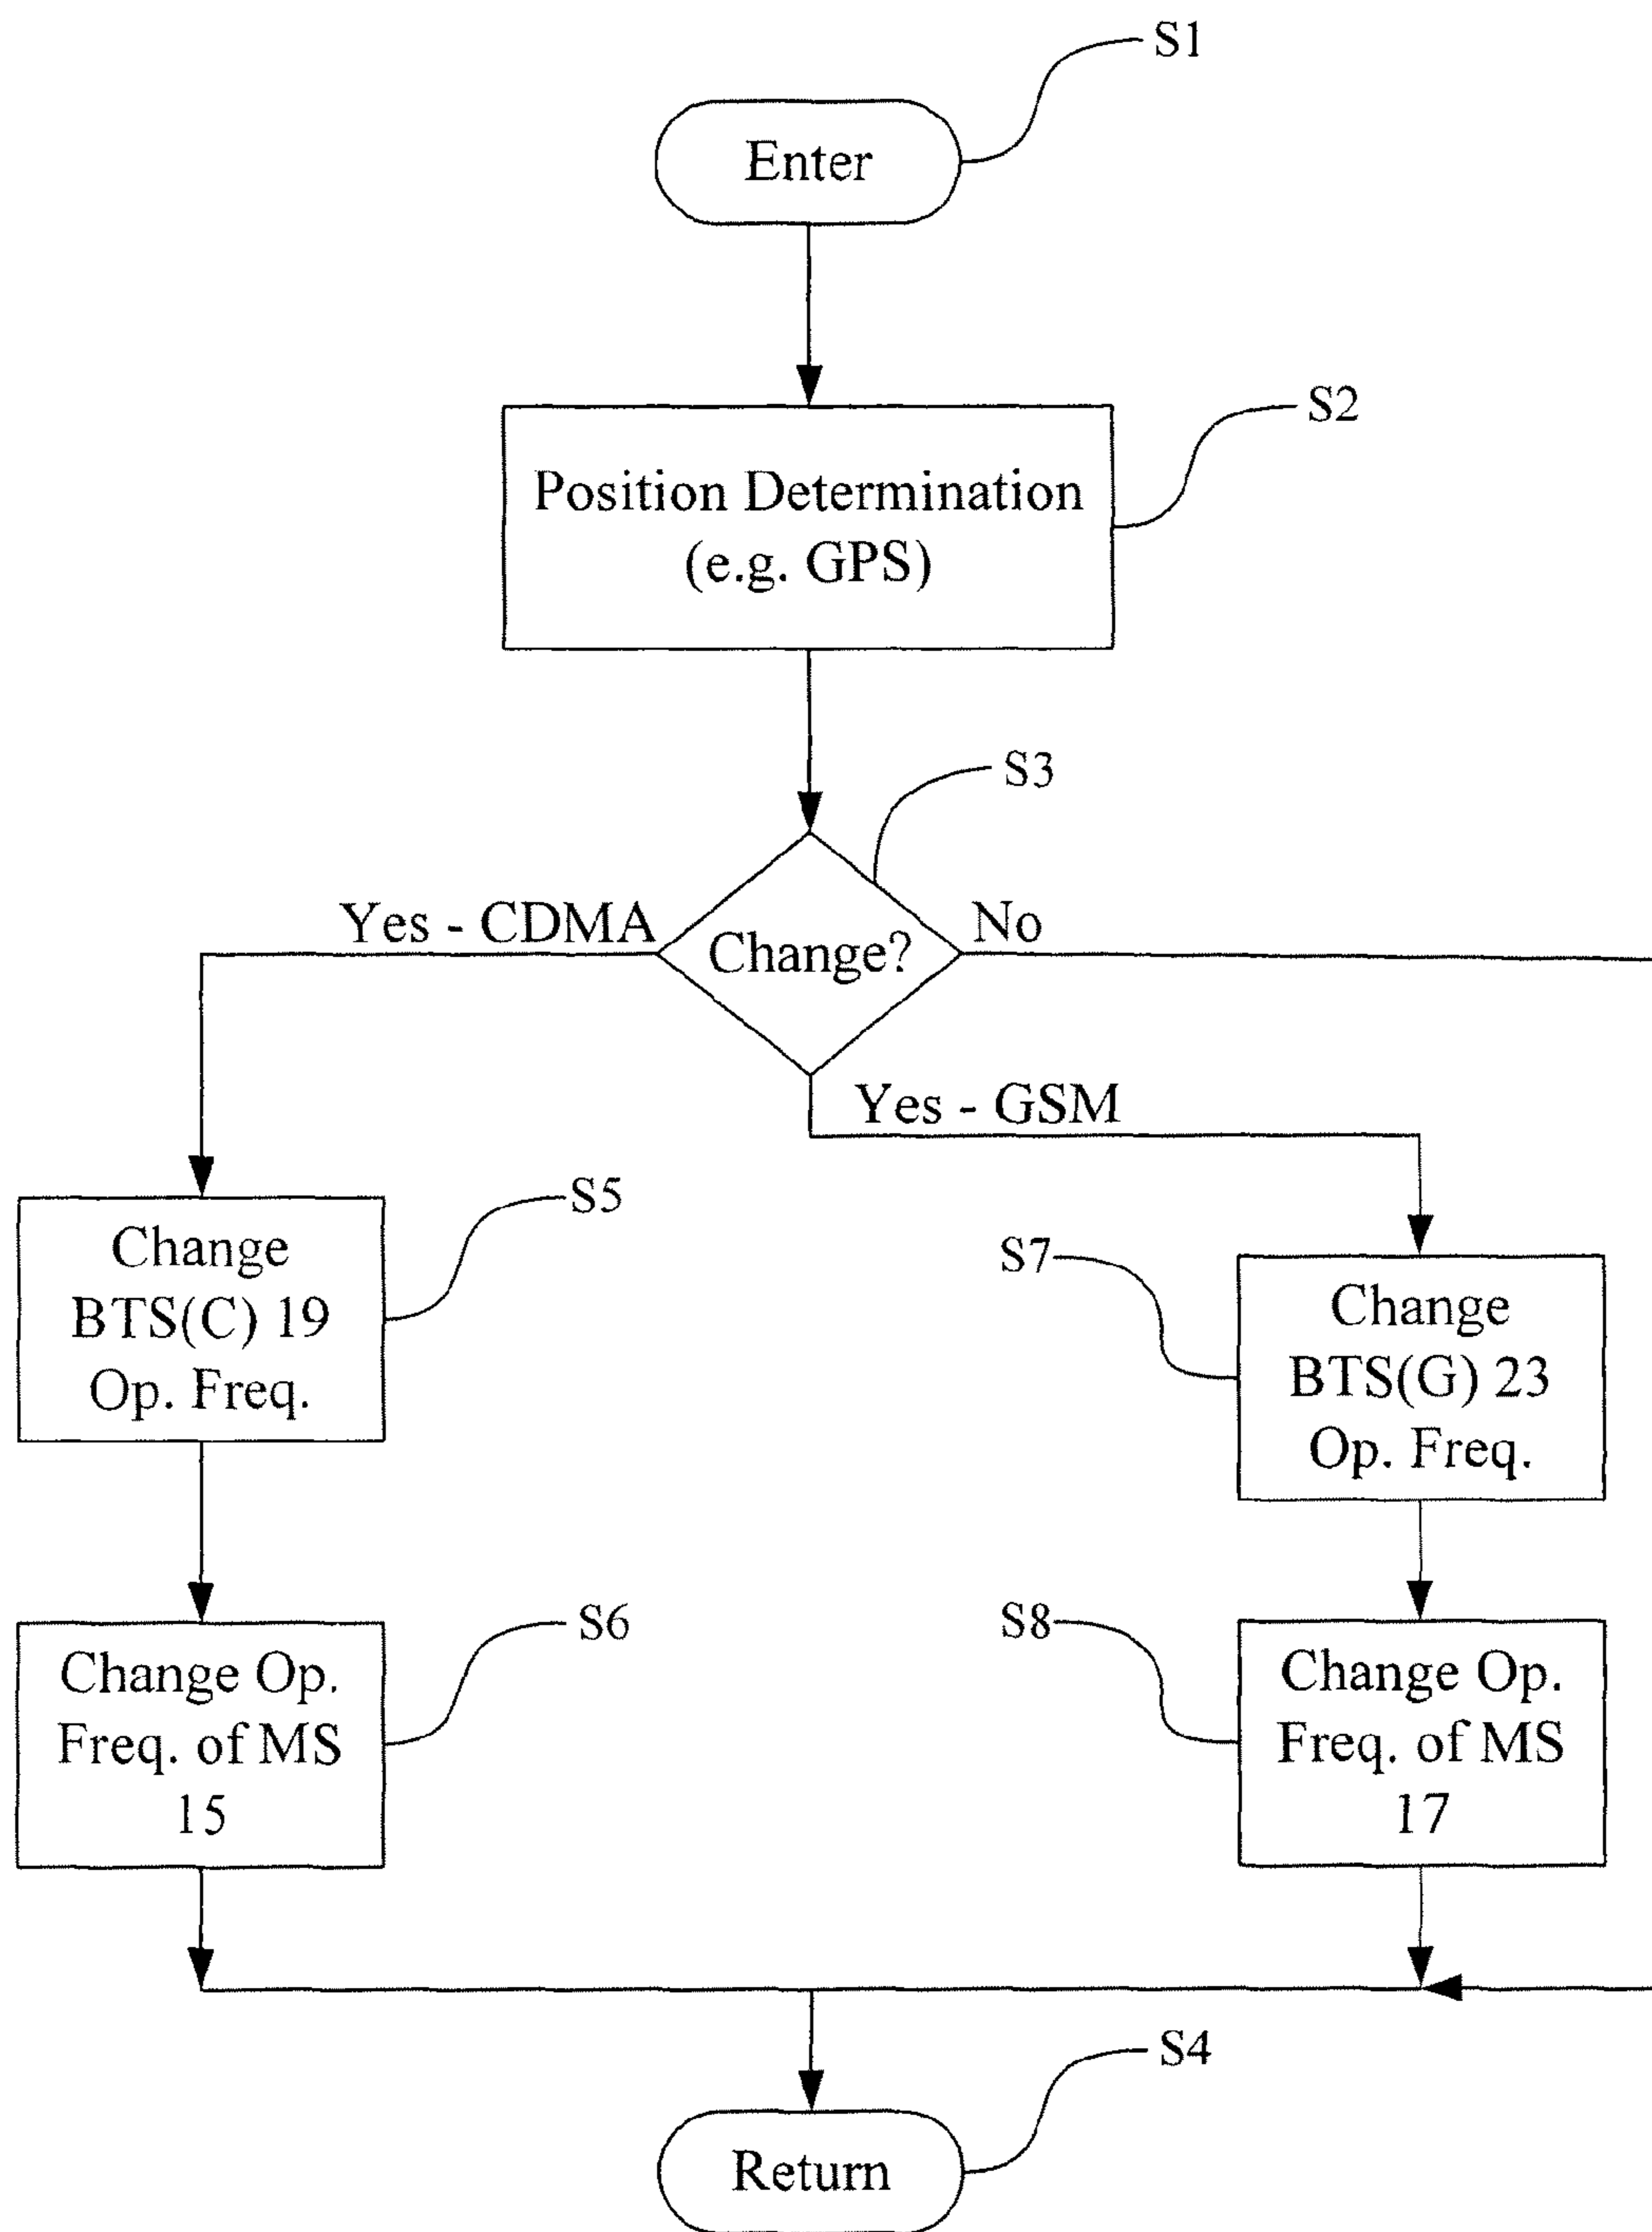 S1
Enter
S2
Position Determination
(e.g. GPS)
S3
Yes - CDMA
Change?
No
Yes - GSM
S5
Change
BTS(C) 19
Op. Freq.
S7
Change
BTS(G) 23
Op. Freq.
S6
Change Op.
Freq. of MS
15
S8
Change Op.
Freq. of MS
17
S4
Return